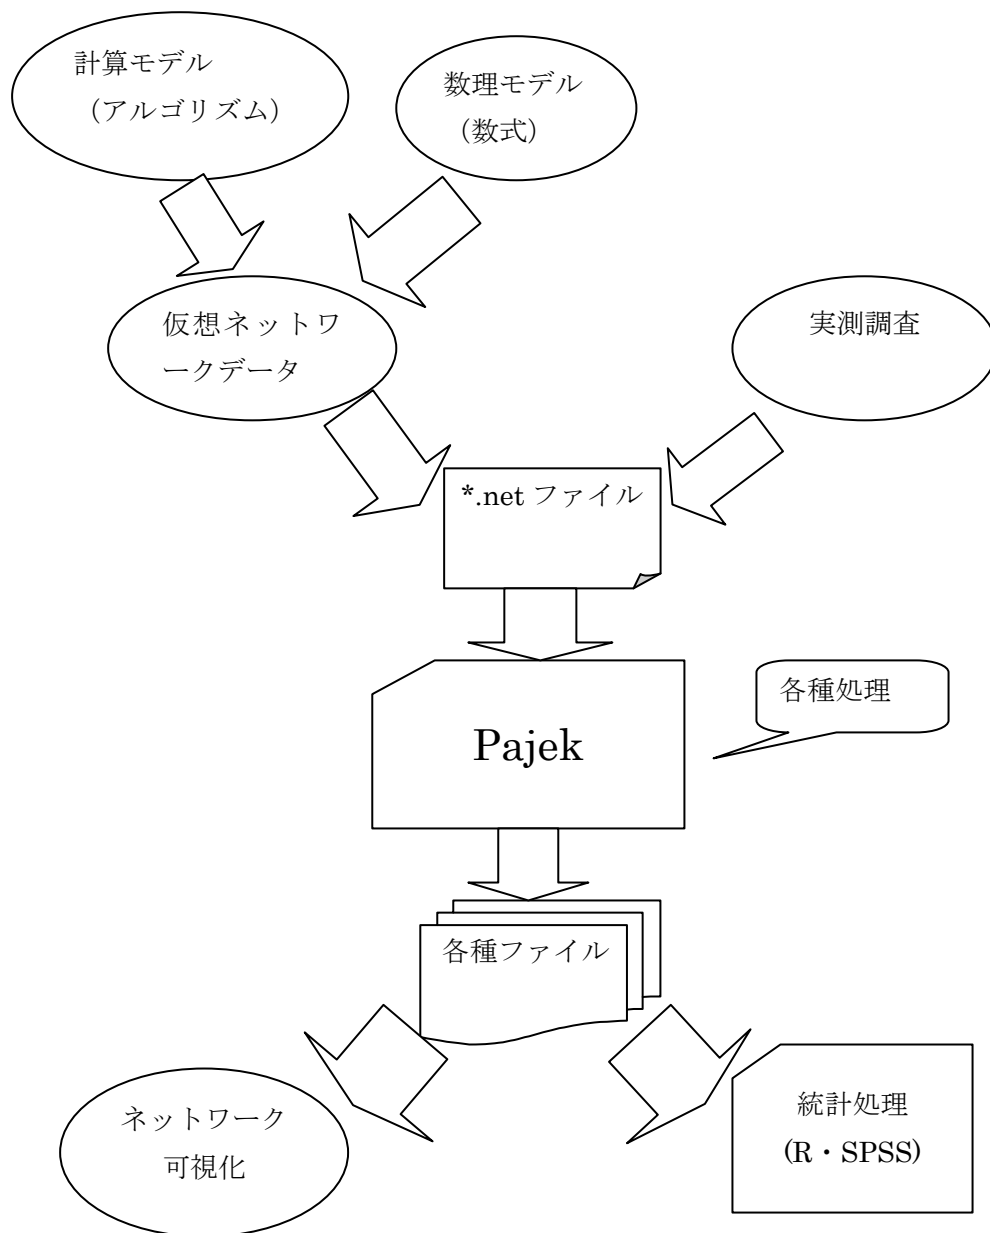 計算モデル
（アルゴリズム）
数理モデル
（数式）
仮想ネットワ
ークデータ
実測調査
*.net ファイル
Pajek
各種処理
各種ファイル
ネットワーク
可視化
統計処理
(R・SPSS)